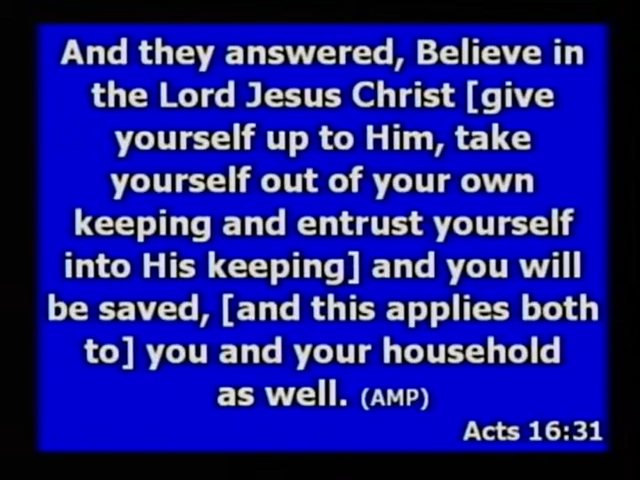 And they answered, Believe in
the Lord Jesus Christ [give
yourself up to Him, take
yourself out of your own
keeping and entrust yourself
into His keeping] and you will
be saved, [and this applies both
to] you and your household
as well. (AMP)
Acts 16:31